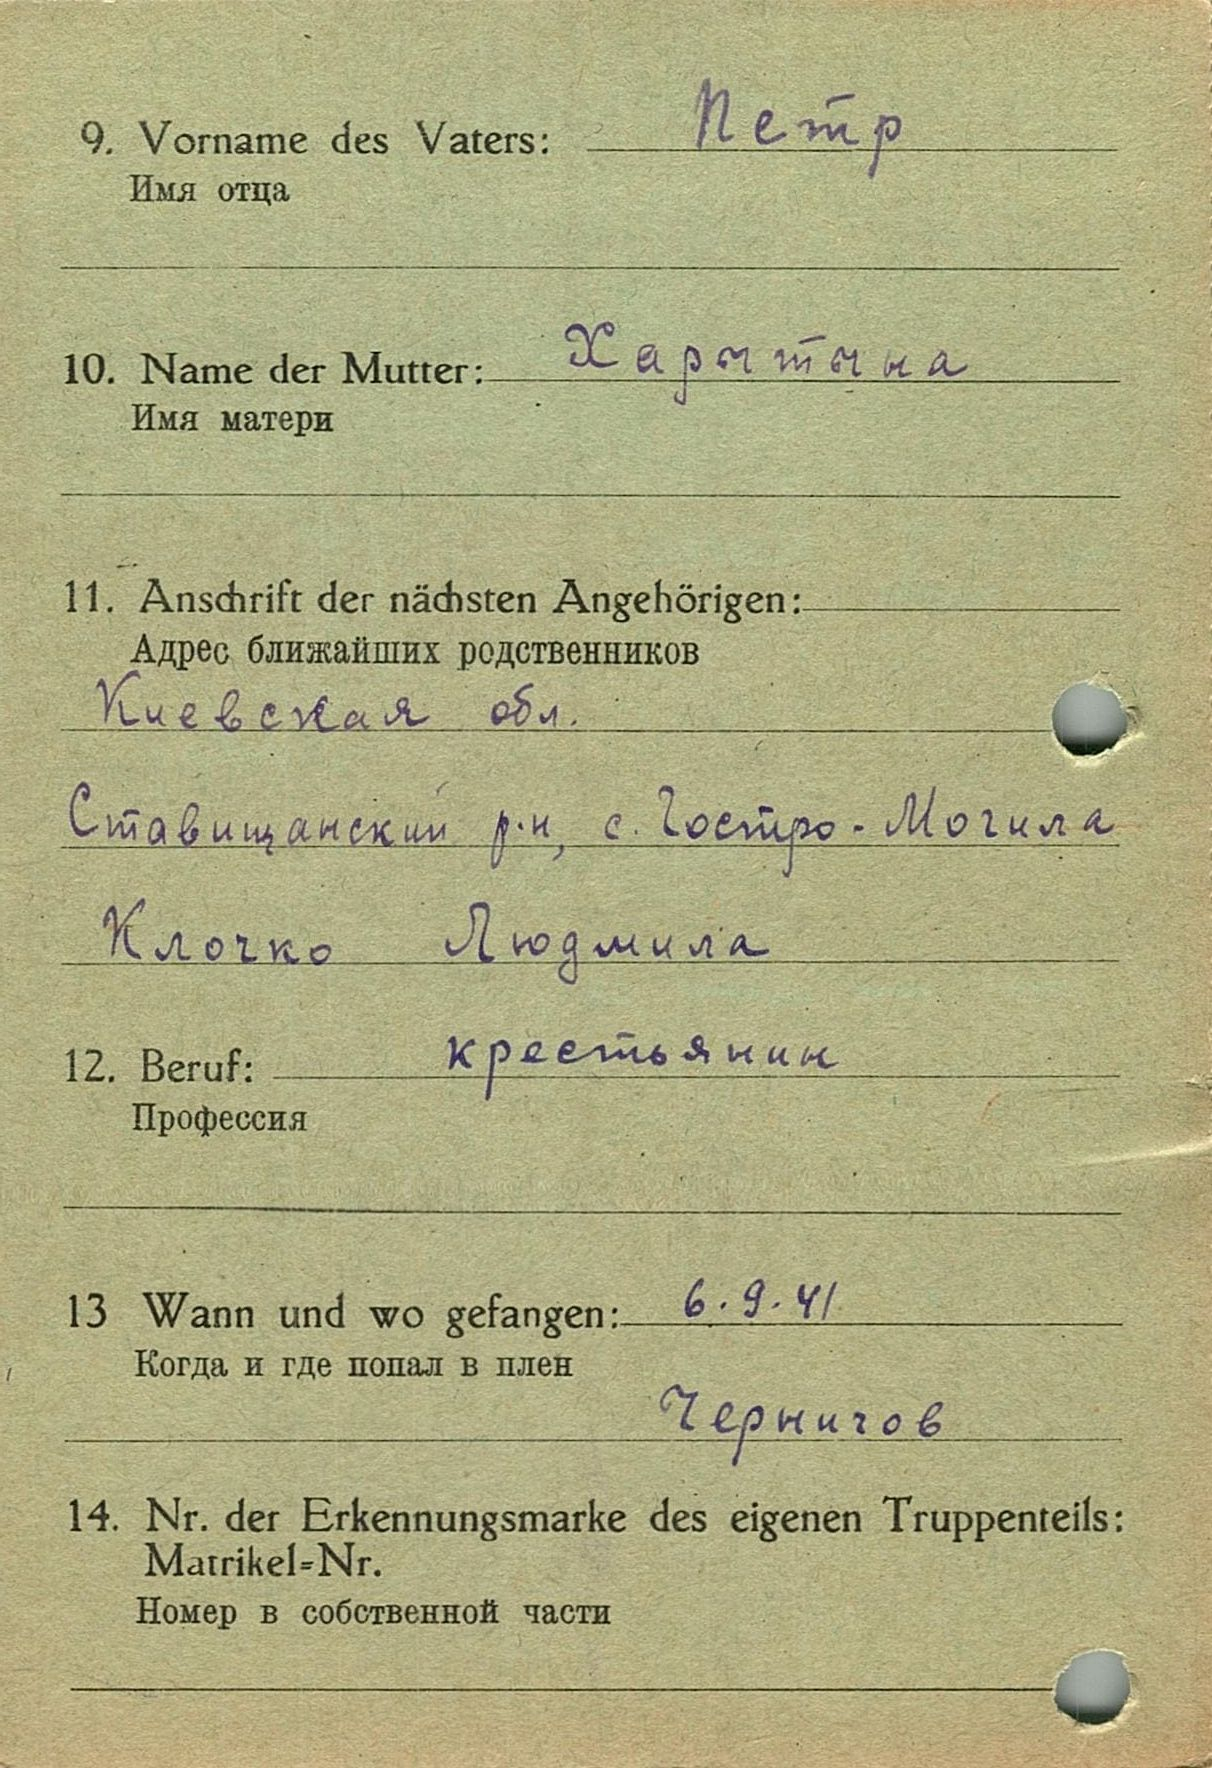 9. Vorname des Vaters: Петр
Имя отца
10. Name der Mutter: Харытына
Имя матери
11. Anschrift der nächsten Angehörigen:
Адрес ближайших родственников
Киевская обл.
Ставищанский р-н, с. Гостро-Могила
Клочко Людмила
12. Beruf: крестьянин
Профессия
13 Wann und wo gefangen: 6.9.41
Когда и где попал в плен
Чернигов
14. Nr. der Erkennungsmarke des eigenen Truppenteils:
Matrikel-Nr.
Номер в собственной части